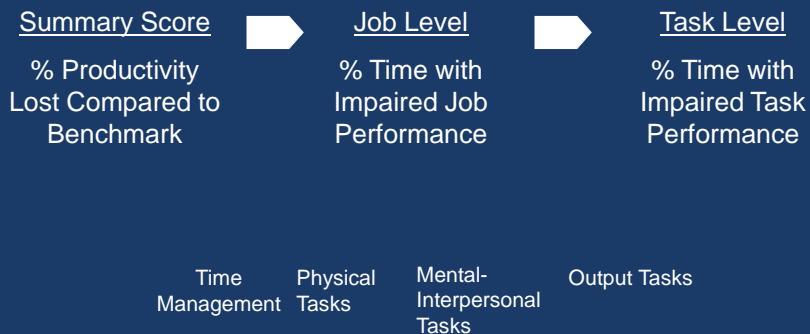 Summary Score
% Productivity
Lost Compared to
Benchmark
Job Level
% Time with
Impaired Job
Performance
Task Level
% Time with
Impaired Task
Performance
Time
Management
Physical
Tasks
Mental-
Interpersonal
Tasks
Output Tasks